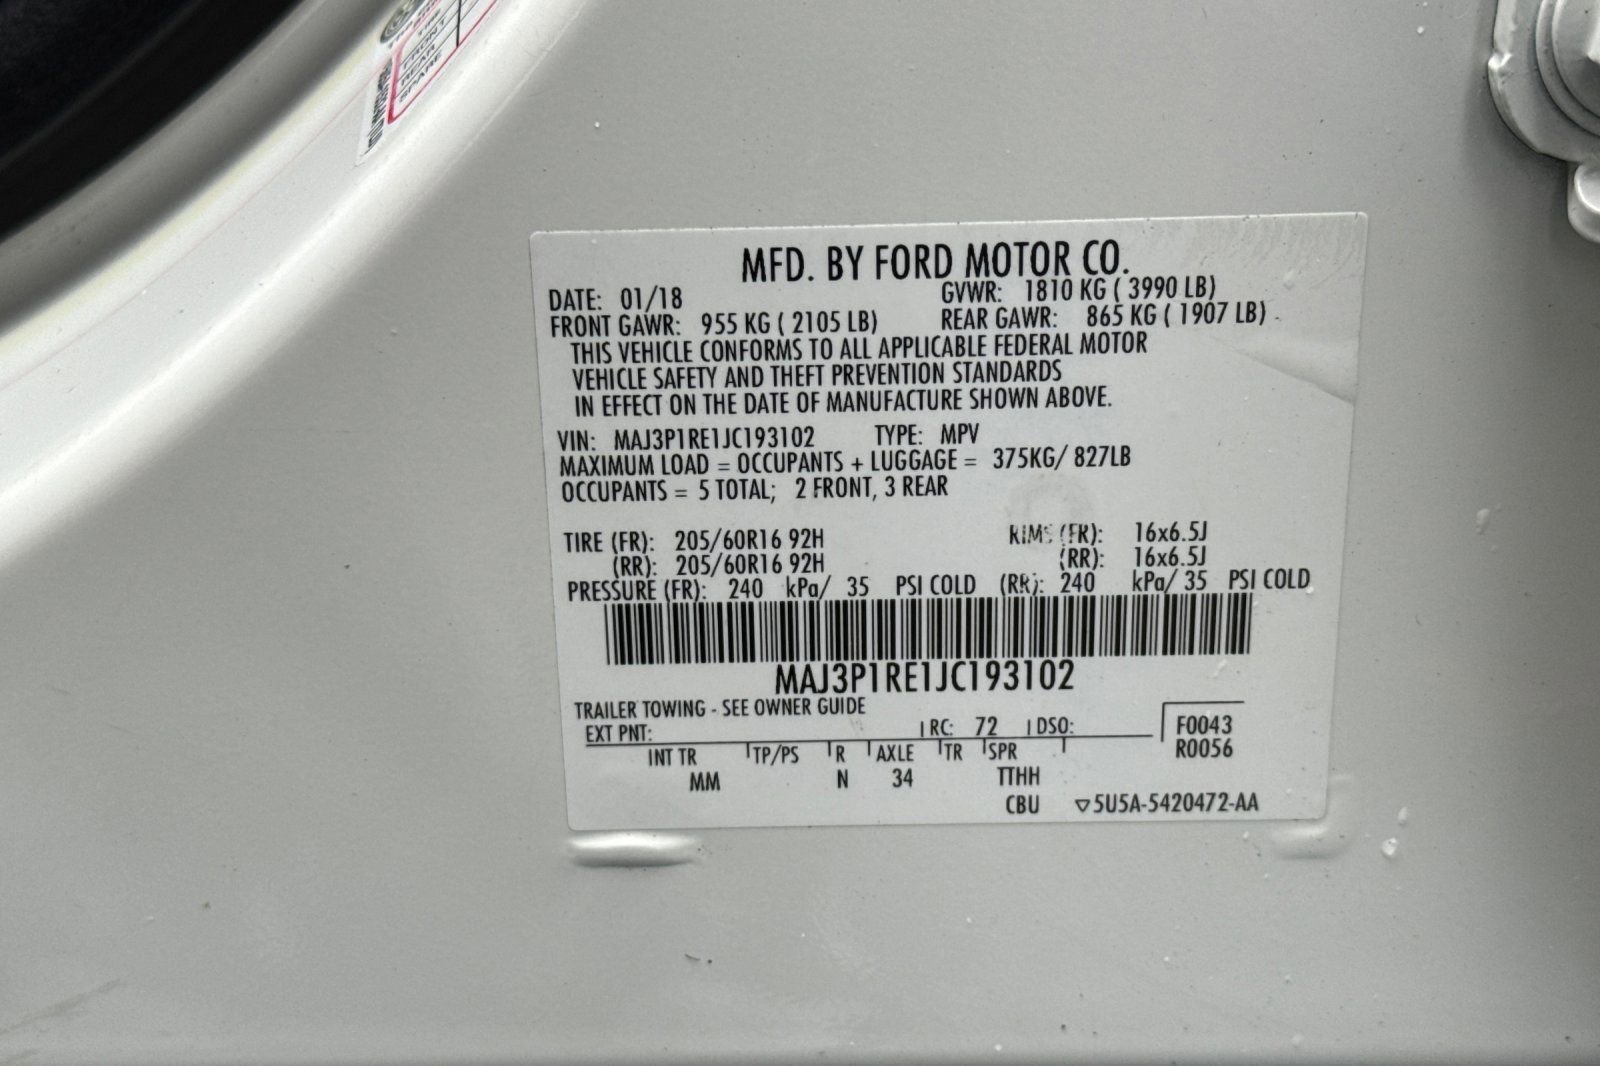 TIRE
FRONT
REAR
SPARE
MFD. BY FORD MOTOR CO.
DATE: 01/18 GVWR: 1810 KG ( 3990 LB)
FRONT GAWR: 955 KG ( 2105 LB) REAR GAWR: 865 KG ( 1907 LB)
THIS VEHICLE CONFORMS TO ALL APPLICABLE FEDERAL MOTOR
VEHICLE SAFETY AND THEFT PREVENTION STANDARDS
IN EFFECT ON THE DATE OF MANUFACTURE SHOWN ABOVE.
VIN: MAJ3P1RE1JC193102 TYPE: MPV
MAXIMUM LOAD = OCCUPANTS + LUGGAGE = 375KG/ 827LB
OCCUPANTS = 5 TOTAL; 2 FRONT, 3 REAR
TIRE (FR): 205/60R16 92H RIMS (FR): 16x6.5J
(RR): 205/60R16 92H (RR): 16x6.5J
PRESSURE (FR): 240 kPa/ 35 PSI COLD (RR): 240 kPa/ 35 PSI COLD
MAJ3P1RE1JC193102
TRAILER TOWING - SEE OWNER GUIDE
EXT PNT: RC: 72 DSO: F0043
INT TR TP/PS R AXLE TR SPR R0056
MM N 34 TTHH
CBU ▽5U5A-5420472-AA